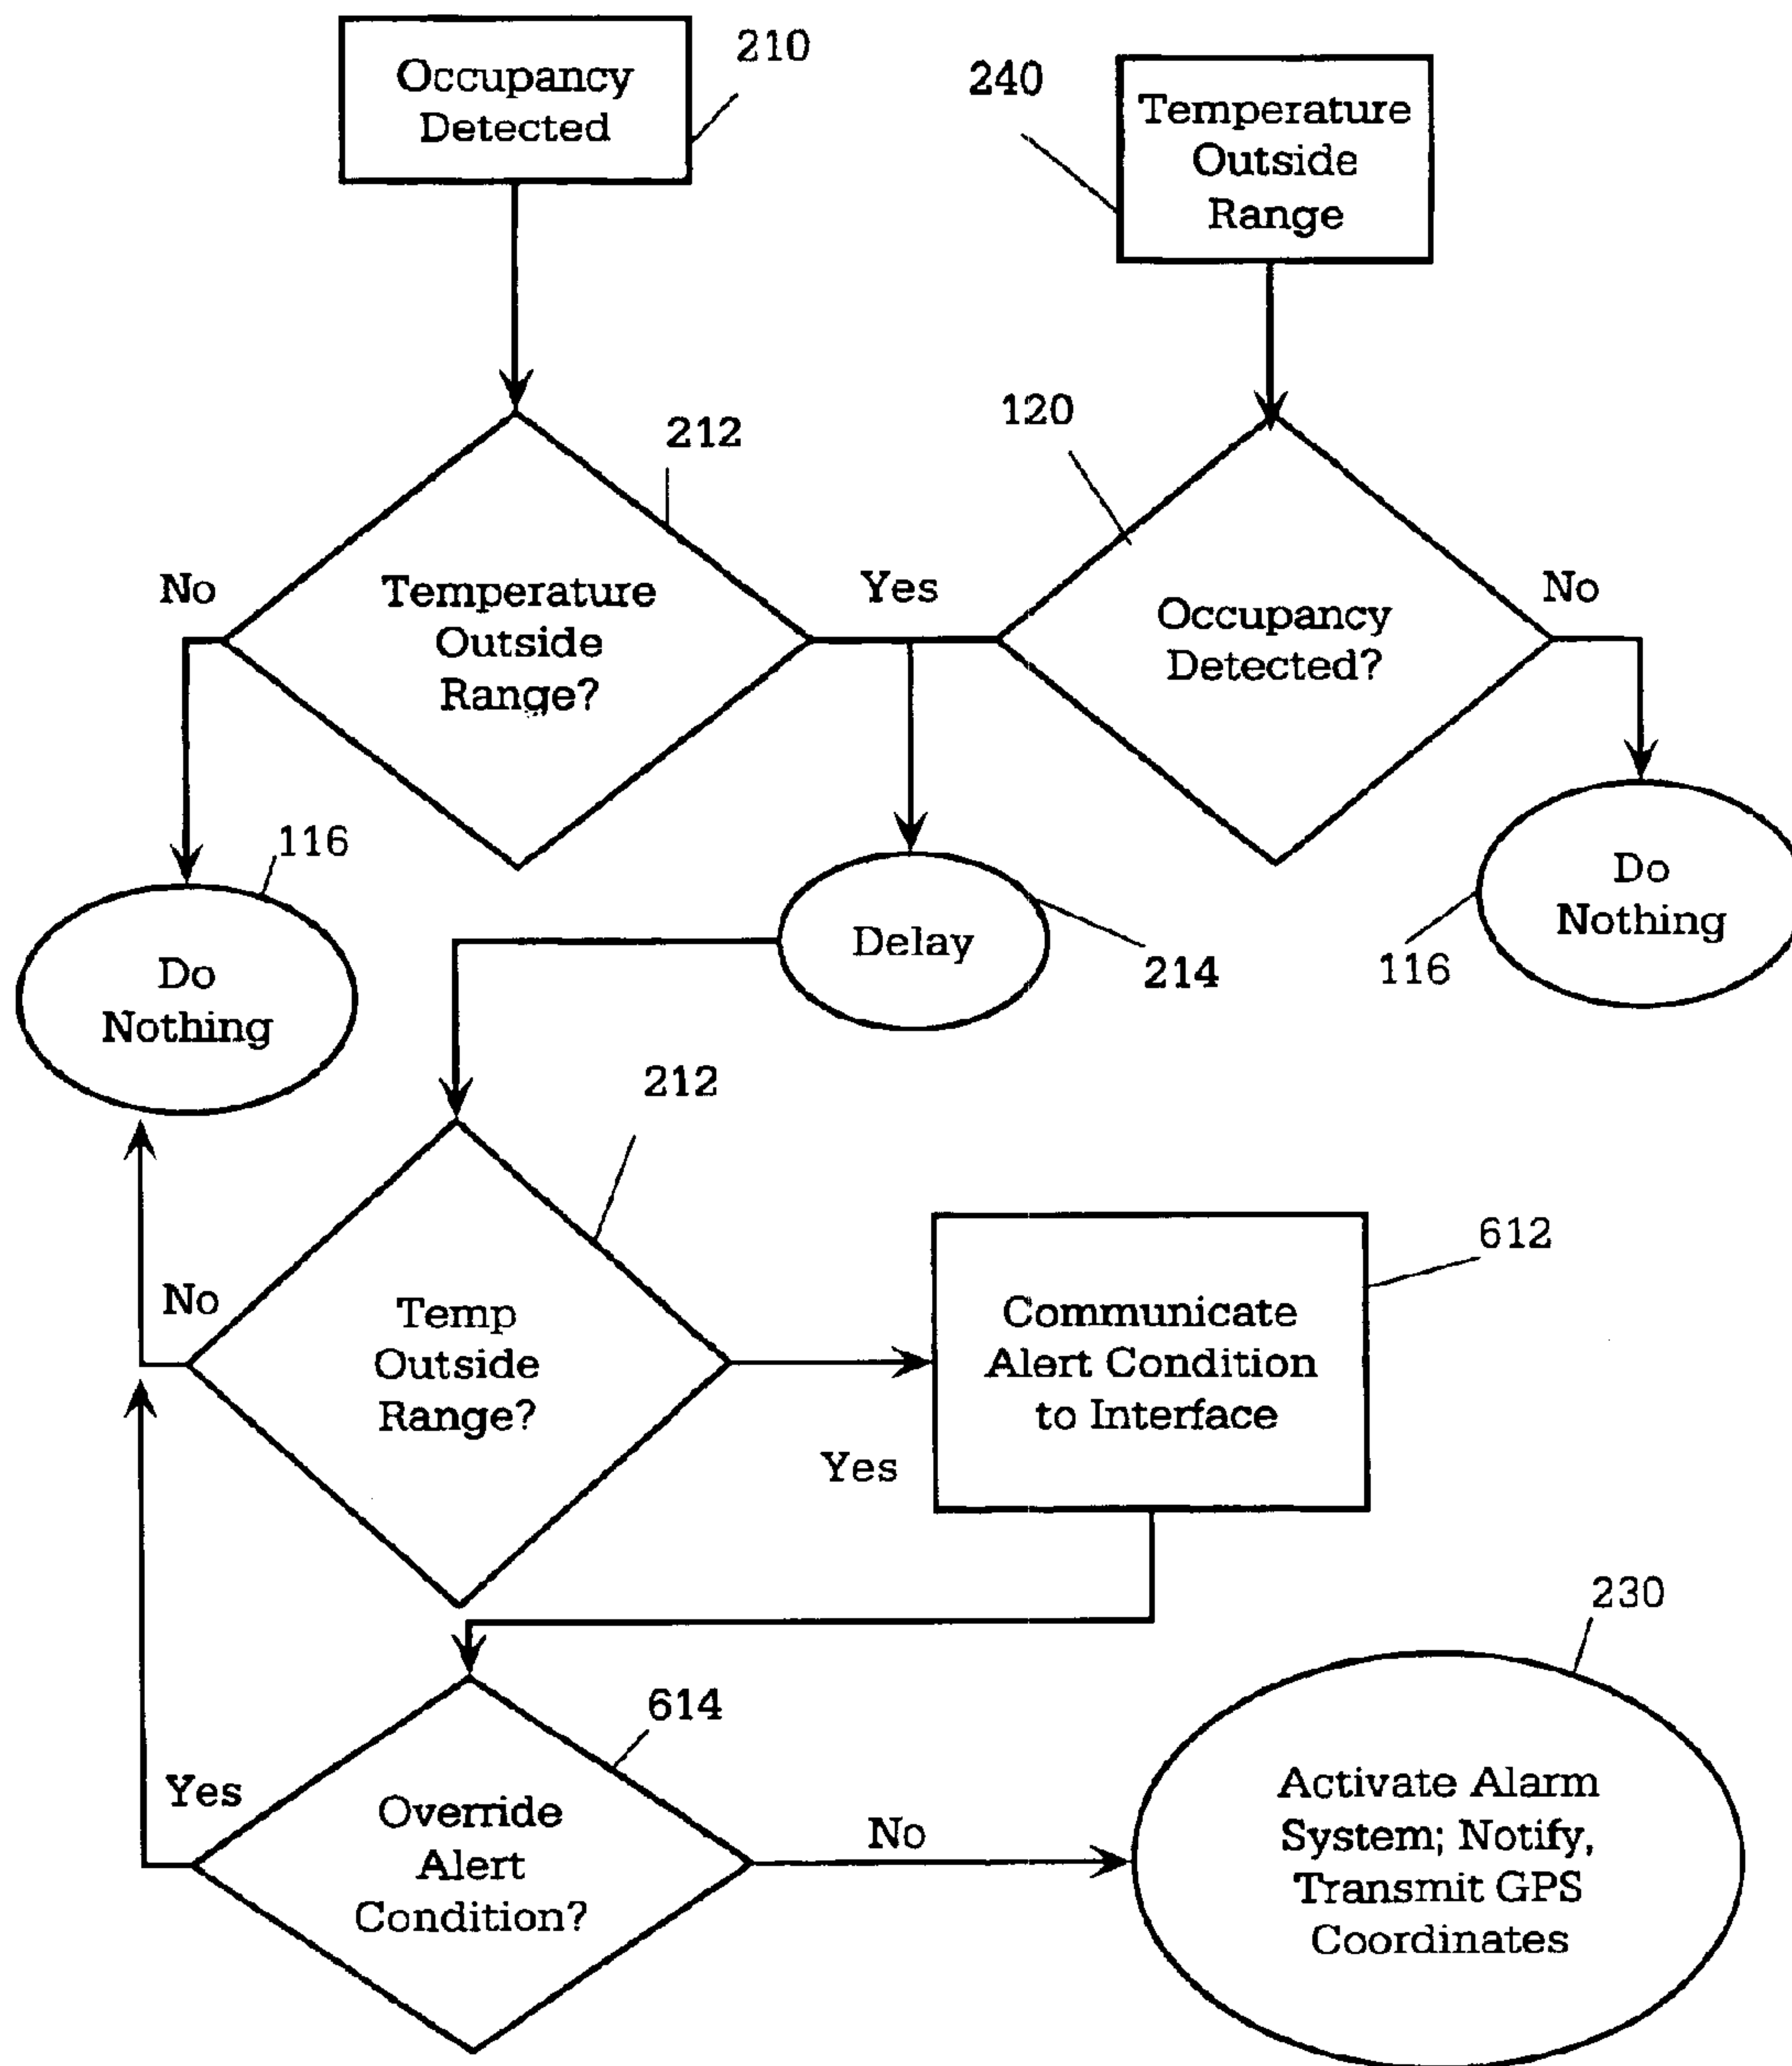 Occupancy
Detected
210
240
Temperature
Outside
Range
212
120
No
Temperature
Outside
Range?
Yes
Occupancy
Detected?
No
116
Do
Nothing
Delay
214
Do
Nothing
116
212
No
Temp
Outside
Range?
Yes
Communicate
Alert Condition
to Interface
612
614
Yes
Override
Alert
Condition?
No
230
Activate Alarm
System; Notify,
Transmit GPS
Coordinates